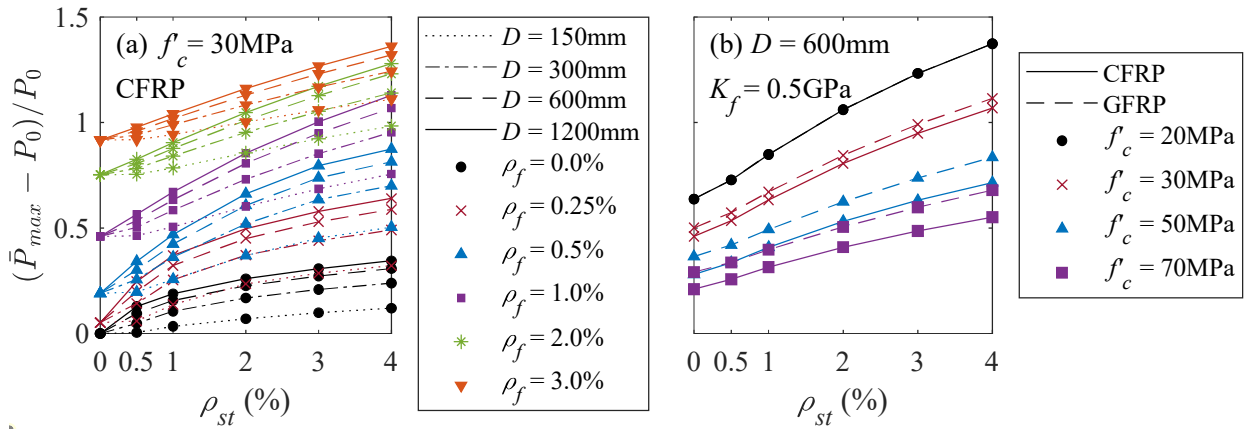 (P̄max − P0)/P0
1.5
1
0.5
0
(a) f'c = 30MPa
CFRP
0 0.5 1 2 3 4
ρst (%)
D = 150mm
D = 300mm
D = 600mm
D = 1200mm
ρf = 0.0%
ρf = 0.25%
ρf = 0.5%
ρf = 1.0%
ρf = 2.0%
ρf = 3.0%
(b) D = 600mm
Kf = 0.5GPa
0 0.5 1 2 3 4
ρst (%)
CFRP
GFRP
f'c = 20MPa
f'c = 30MPa
f'c = 50MPa
f'c = 70MPa